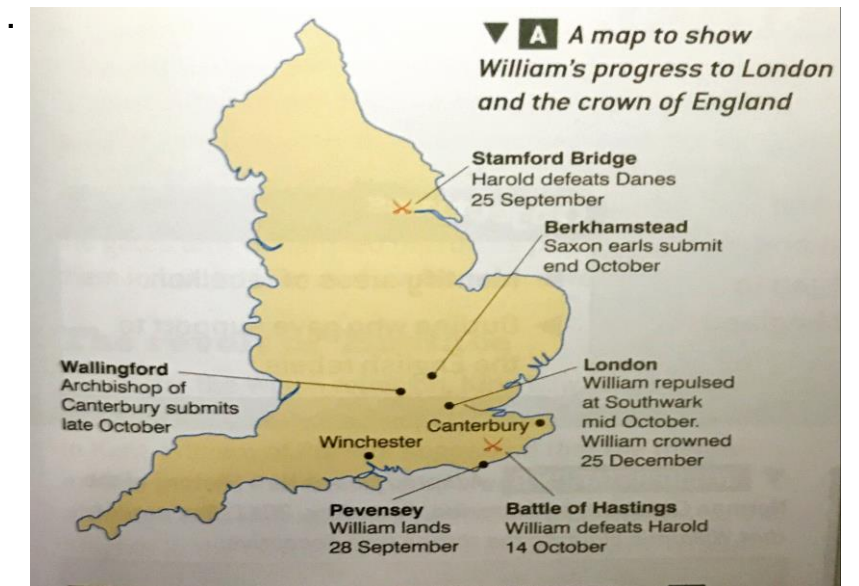 ▼ A A map to show
William's progress to London
and the crown of England
Stamford Bridge
Harold defeats Danes
25 September
Berkhamstead
Saxon earls submit
end October
Wallingford
Archbishop of
Canterbury submits
late October
London
William repulsed
at Southwark
mid October.
William crowned
25 December
Canterbury
Winchester
Pevensey
William lands
28 September
Battle of Hastings
William defeats Harold
14 October